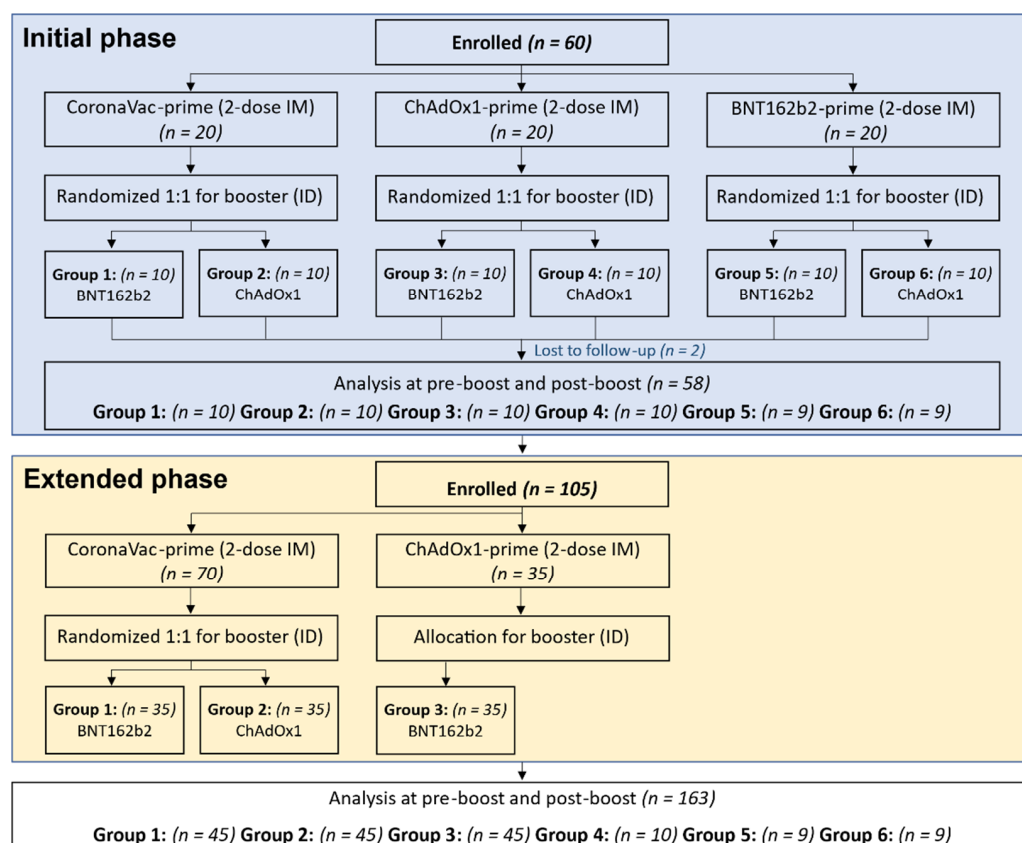 Initial phase
Enrolled (n = 60)
CoronaVac-prime (2-dose IM)
(n = 20)
ChAdOx1-prime (2-dose IM)
(n = 20)
BNT162b2-prime (2-dose IM)
(n = 20)
Randomized 1:1 for booster (ID)
Randomized 1:1 for booster (ID)
Randomized 1:1 for booster (ID)
Group 1: (n = 10)
BNT162b2
Group 2: (n = 10)
ChAdOx1
Group 3: (n = 10)
BNT162b2
Group 4: (n = 10)
ChAdOx1
Group 5: (n = 10)
BNT162b2
Group 6: (n = 10)
ChAdOx1
Lost to follow-up (n = 2)
Analysis at pre-boost and post-boost (n = 58)
Group 1: (n = 10) Group 2: (n = 10) Group 3: (n = 10) Group 4: (n = 10) Group 5: (n = 9) Group 6: (n = 9)
Extended phase
Enrolled (n = 105)
CoronaVac-prime (2-dose IM)
(n = 70)
ChAdOx1-prime (2-dose IM)
(n = 35)
Randomized 1:1 for booster (ID)
Allocation for booster (ID)
Group 1: (n = 35)
BNT162b2
Group 2: (n = 35)
ChAdOx1
Group 3: (n = 35)
BNT162b2
Analysis at pre-boost and post-boost (n = 163)
Group 1: (n = 45) Group 2: (n = 45) Group 3: (n = 45) Group 4: (n = 10) Group 5: (n = 9) Group 6: (n = 9)